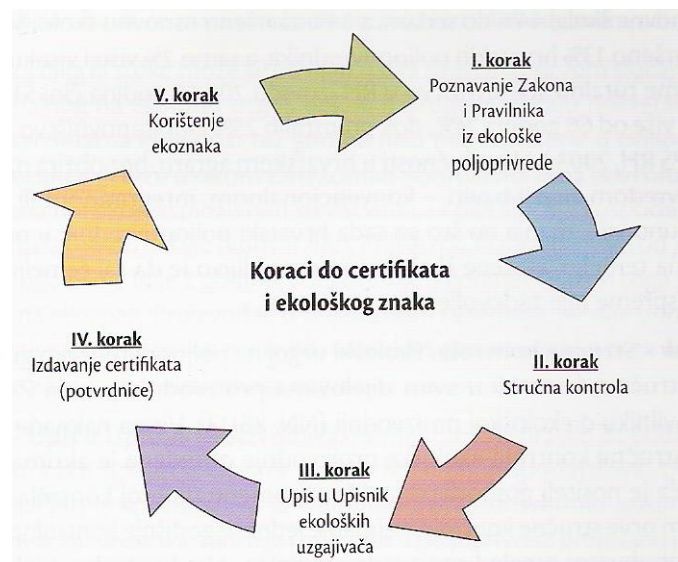 I. korak
Poznavanje Zakona
i Pravilnika
iz ekološke
poljoprivrede
II. korak
Stručna kontrola
III. korak
Upis u Upisnik
ekoloških
uzgajivača
IV. korak
Izdavanje certifikata
(potvrdnice)
V. korak
Korištenje
ekoznaka
Koraci do certifikata
i ekološkog znaka